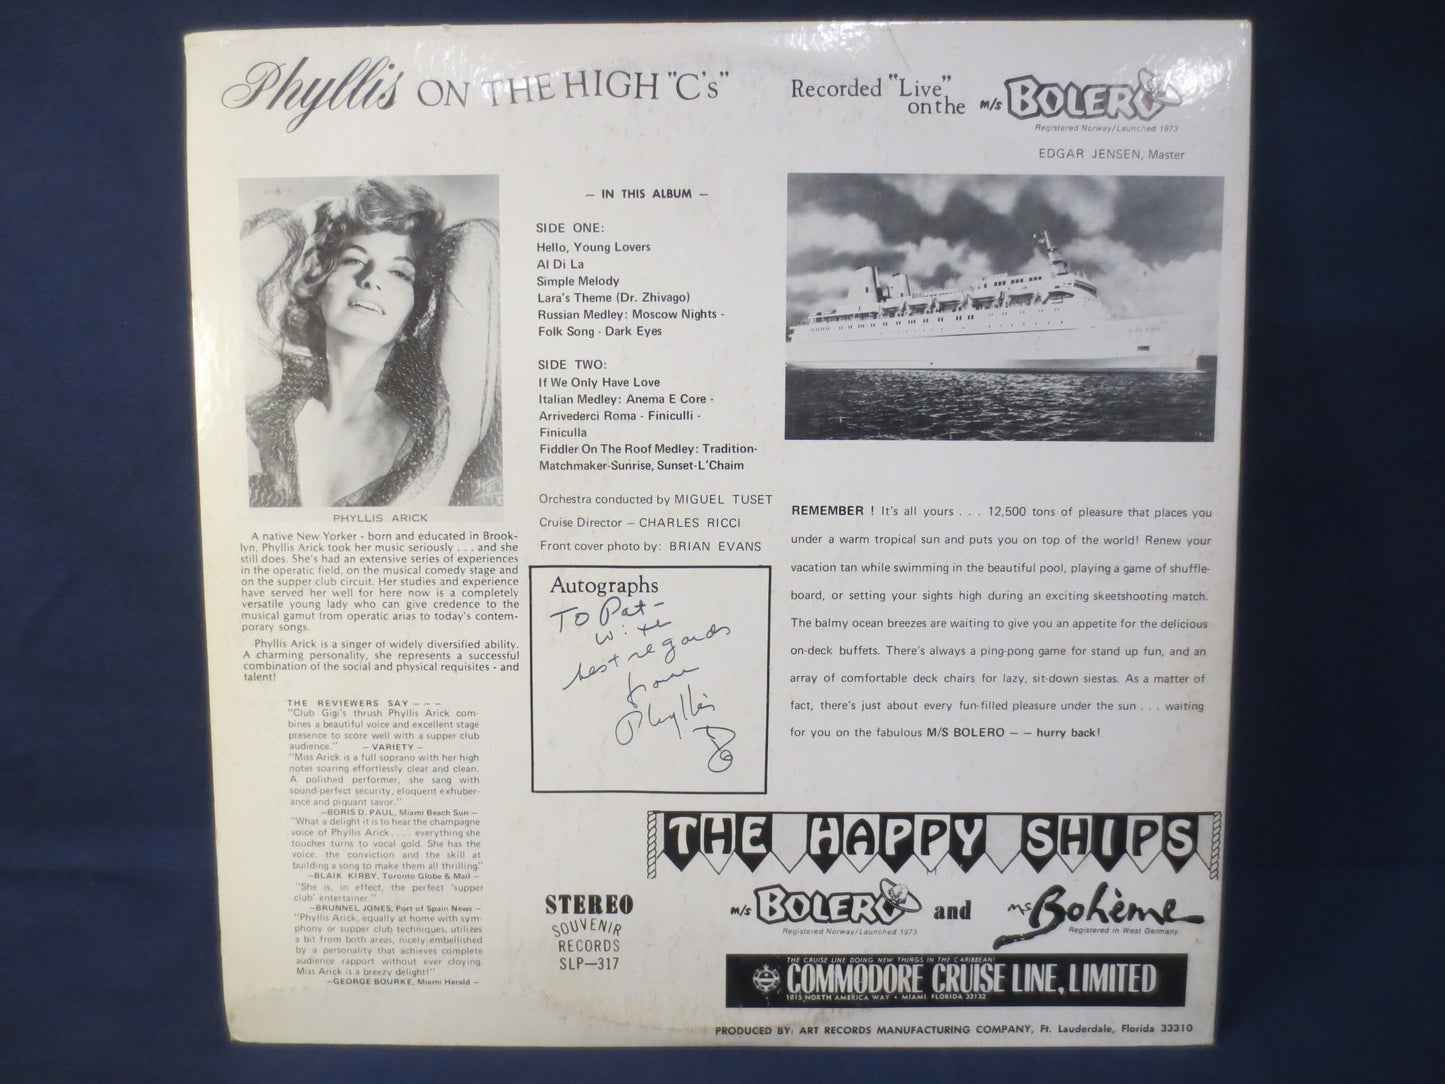 Phyllis ON THE HIGH "C's"
Recorded "Live"
on the M/S BOLERO
Registered Norway/Launched 1973
EDGAR JENSEN, Master
— IN THIS ALBUM —
SIDE ONE:
Hello, Young Lovers
Al Di La
Simple Melody
Lara's Theme (Dr. Zhivago)
Russian Medley: Moscow Nights -
Folk Song - Dark Eyes
SIDE TWO:
If We Only Have Love
Italian Medley: Anema E Core -
Arrivederci Roma - Finiculli -
Finiculla
Fiddler On The Roof Medley: Tradition-
Matchmaker-Sunrise, Sunset-L'Chaim
Orchestra conducted by MIGUEL TUSET
Cruise Director — CHARLES RICCI
Front cover photo by: BRIAN EVANS
PHYLLIS ARICK
A native New Yorker - born and educated in Brook-
lyn, Phyllis Arick took her music seriously . . . and she
still does. She's had an extensive series of experiences
in the operatic field, on the musical comedy stage and
on the supper club circuit. Her studies and experience
have served her well for here now is a completely
versatile young lady who can give credence to the
musical gamut from operatic arias to today's contem-
porary songs.
Phyllis Arick is a singer of widely diversified ability.
A charming personality, she represents a successful
combination of the social and physical requisites - and
talent!
THE REVIEWERS SAY — — —
"Club Gigi's thrush Phyllis Arick com-
bines a beautiful voice and excellent stage
presence to score well with a supper club
audience." — VARIETY —
"Miss Arick is a full soprano with her high
notes soaring effortlessly clear and clean.
A polished performer, she sang with
sound-perfect security, eloquent exhuber-
ance and piquant savor."
—BORIS D. PAUL, Miami Beach Sun —
"What a delight it is to hear the champagne
voice of Phyllis Arick. . . . everything she
touches turns to vocal gold. She has the
voice, the conviction and the skill at
building a song to make them all thrilling."
—BLAIK KIRBY, Toronto Globe & Mail —
"She is, in effect, the perfect 'supper
club' entertainer."
—BRUNNEL JONES, Port of Spain News —
"Phyllis Arick, equally at home with sym-
phony or supper club techniques, utilizes
a bit from both areas, nicely embellished
by a personality that achieves complete
audience rapport without ever cloying.
Miss Arick is a breezy delight!"
—GEORGE BOURKE, Miami Herald —
Autographs
To Pat -
with
best regards
from
Phyllis
REMEMBER ! It's all yours . . . 12,500 tons of pleasure that places you
under a warm tropical sun and puts you on top of the world! Renew your
vacation tan while swimming in the beautiful pool, playing a game of shuffle-
board, or setting your sights high during an exciting skeetshooting match.
The balmy ocean breezes are waiting to give you an appetite for the delicious
on-deck buffets. There's always a ping-pong game for stand up fun, and an
array of comfortable deck chairs for lazy, sit-down siestas. As a matter of
fact, there's just about every fun-filled pleasure under the sun . . . waiting
for you on the fabulous M/S BOLERO — — hurry back!
THE HAPPY SHIPS
M/S BOLERO and MS Bohème
Registered Norway/Launched 1973
Registered in West Germany
STEREO
SOUVENIR
RECORDS
SLP—317
THE CRUISE LINE DOING NEW THINGS IN THE CARIBBEAN!
COMMODORE CRUISE LINE, LIMITED
1015 NORTH AMERICA WAY • MIAMI, FLORIDA 33132
PRODUCED BY: ART RECORDS MANUFACTURING COMPANY, Ft. Lauderdale, Florida 33310